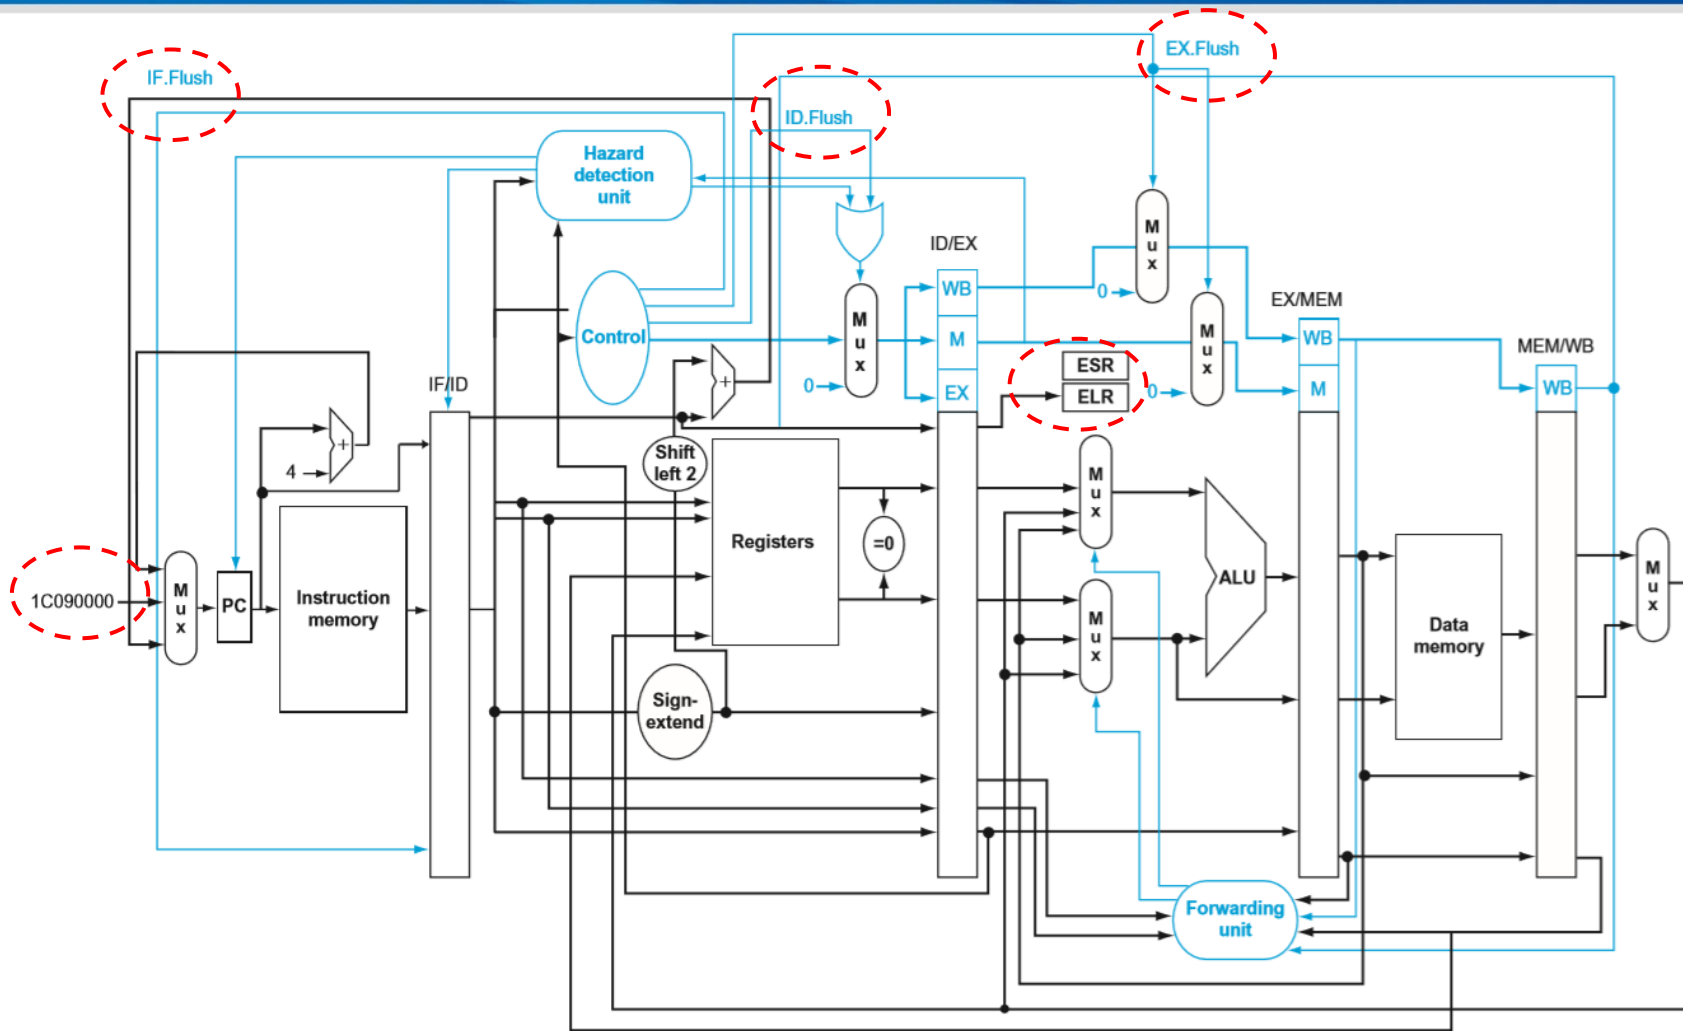 IF.Flush
EX.Flush
ID.Flush
Hazard
detection
unit
Control
M
u
x
0
ID/EX
WB
M
EX
M
u
x
0
M
u
x
0
EX/MEM
WB
M
MEM/WB
WB
ESR
ELR
IF/ID
+
4
+
Shift
left 2
1C090000
M
u
x
PC
Instruction
memory
Registers
=0
Sign-
extend
M
u
x
M
u
x
ALU
Data
memory
M
u
x
Forwarding
unit